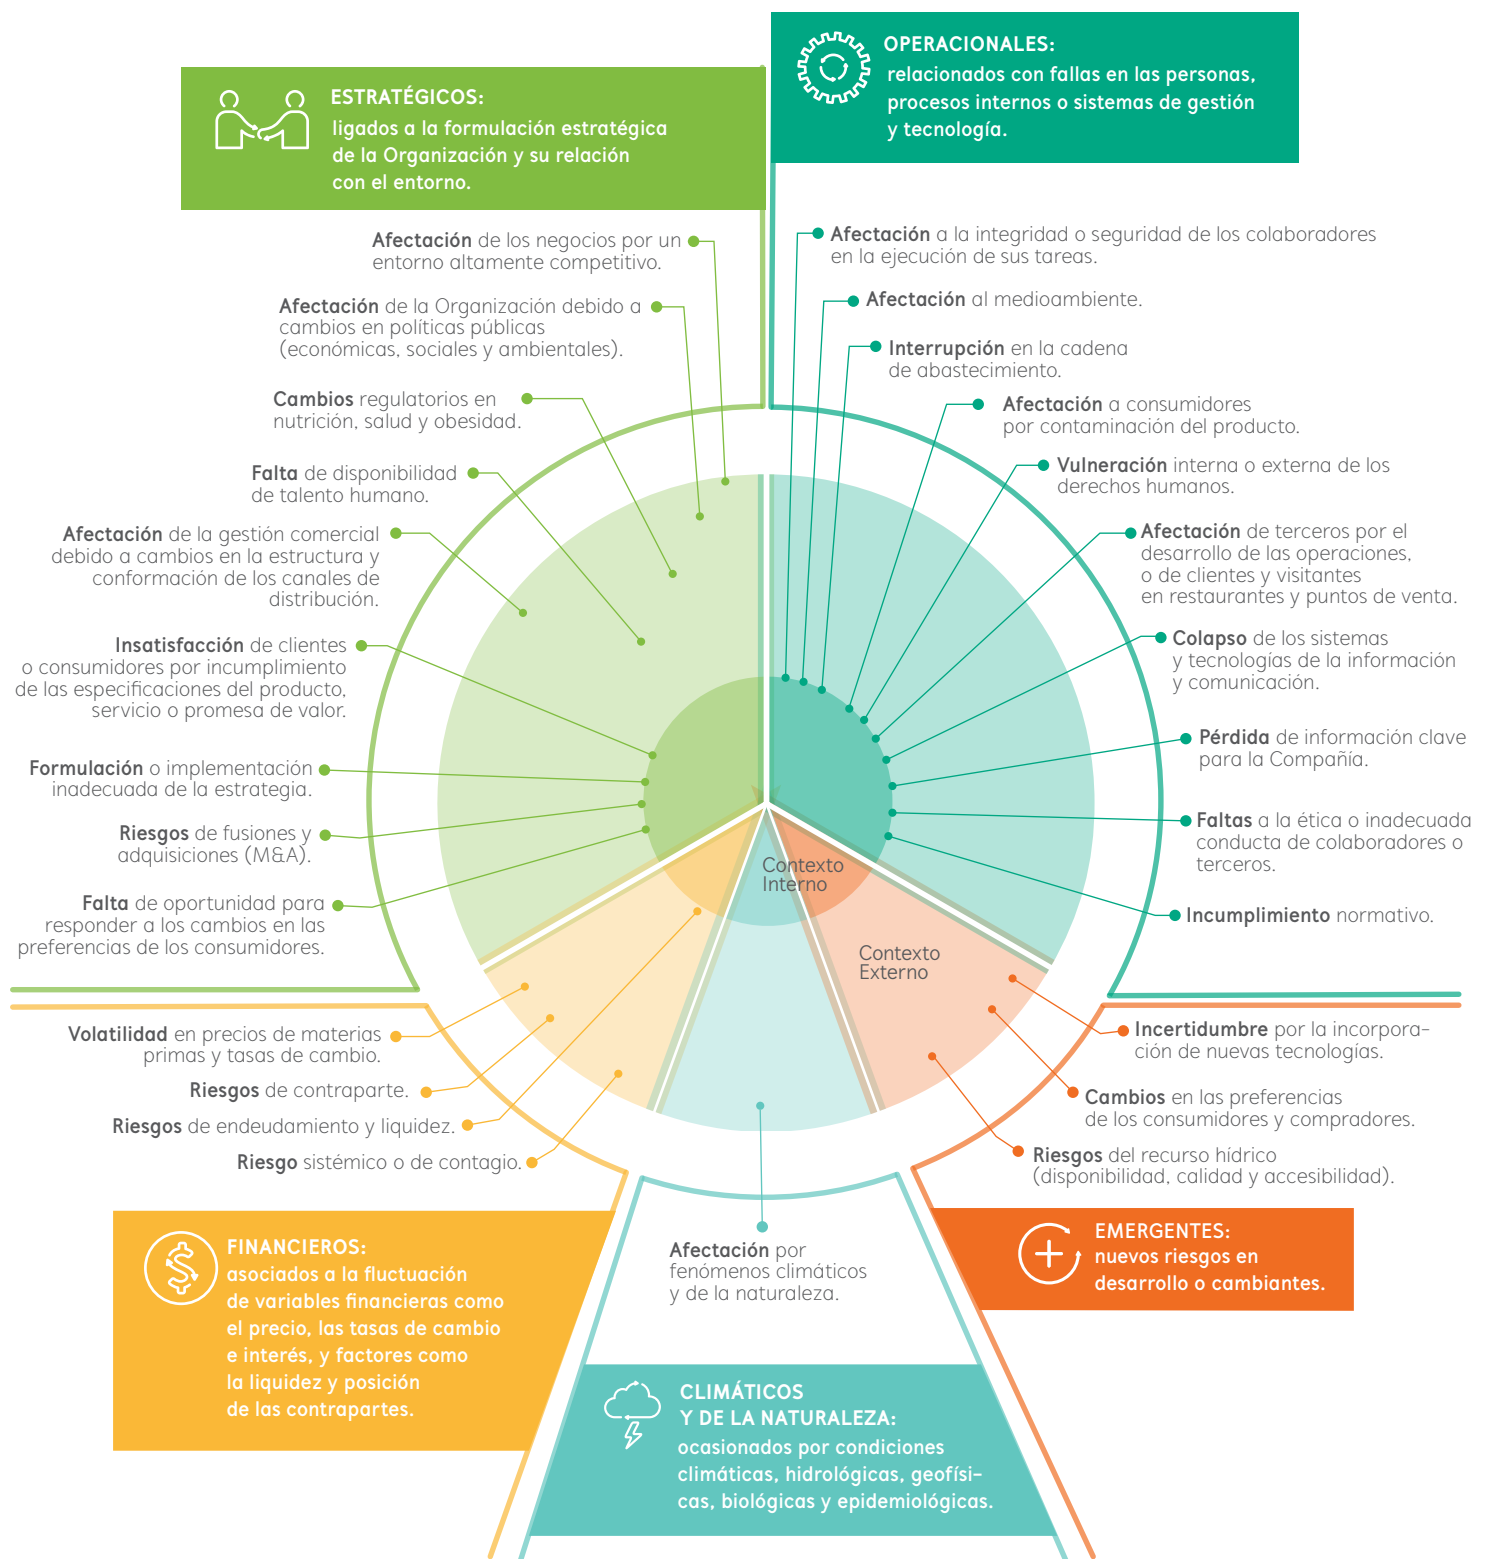 ESTRATÉGICOS:
ligados a la formulación estratégica
de la Organización y su relación
con el entorno.
OPERACIONALES:
relacionados con fallas en las personas,
procesos internos o sistemas de gestión
y tecnología.
Afectación de los negocios por un
entorno altamente competitivo.
Afectación de la Organización debido a
cambios en políticas públicas
(económicas, sociales y ambientales).
Cambios regulatorios en
nutrición, salud y obesidad.
Falta de disponibilidad
de talento humano.
Afectación de la gestión comercial
debido a cambios en la estructura y
conformación de los canales de
distribución.
Insatisfacción de clientes
o consumidores por incumplimiento
de las especificaciones del producto,
servicio o promesa de valor.
Formulación o implementación
inadecuada de la estrategia.
Riesgos de fusiones y
adquisiciones (M&A).
Falta de oportunidad para
responder a los cambios en las
preferencias de los consumidores.
Afectación a la integridad o seguridad de los colaboradores
en la ejecución de sus tareas.
Afectación al medioambiente.
Interrupción en la cadena
de abastecimiento.
Afectación a consumidores
por contaminación del producto.
Vulneración interna o externa de los
derechos humanos.
Afectación de terceros por el
desarrollo de las operaciones,
o de clientes y visitantes
en restaurantes y puntos de venta.
Colapso de los sistemas
y tecnologías de la información
y comunicación.
Pérdida de información clave
para la Compañía.
Faltas a la ética o inadecuada
conducta de colaboradores o
terceros.
Incumplimiento normativo.
Contexto
Interno
Contexto
Externo
Volatilidad en precios de materias
primas y tasas de cambio.
Riesgos de contraparte.
Riesgos de endeudamiento y liquidez.
Riesgo sistémico o de contagio.
Incertidumbre por la incorpora-
ción de nuevas tecnologías.
Cambios en las preferencias
de los consumidores y compradores.
Riesgos del recurso hídrico
(disponibilidad, calidad y accesibilidad).
FINANCIEROS:
asociados a la fluctuación
de variables financieras como
el precio, las tasas de cambio
e interés, y factores como
la liquidez y posición
de las contrapartes.
Afectación por
fenómenos climáticos
y de la naturaleza.
EMERGENTES:
nuevos riesgos en
desarrollo o cambiantes.
CLIMÁTICOS
Y DE LA NATURALEZA:
ocasionados por condiciones
climáticas, hidrológicas, geofísi-
cas, biológicas y epidemiológicas.